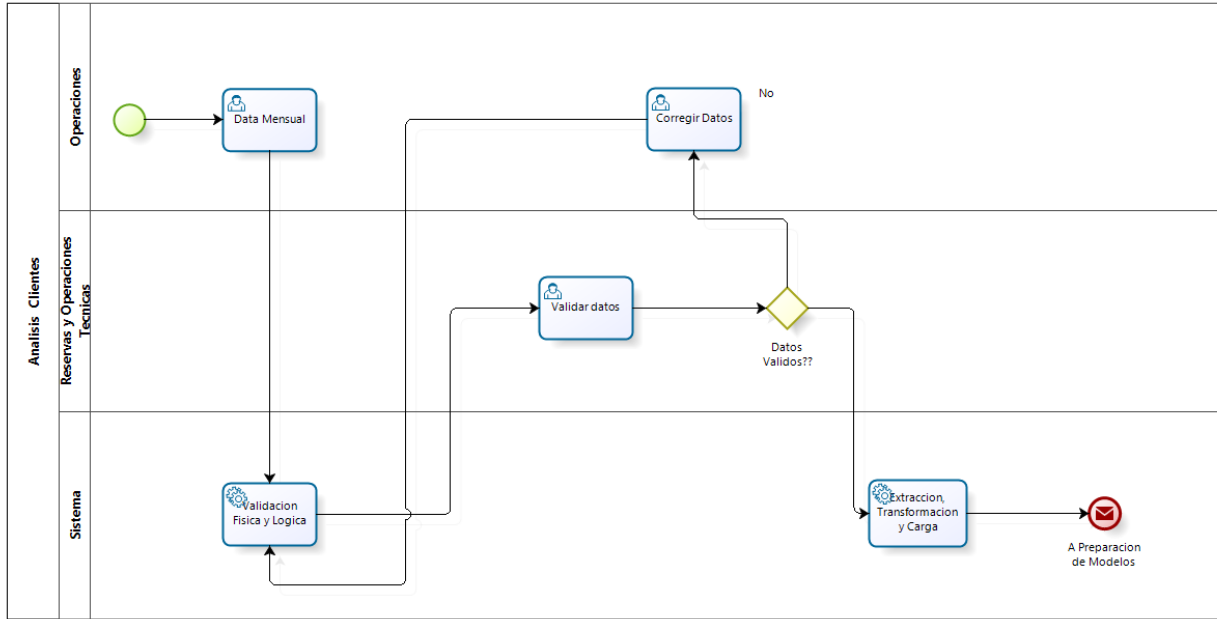 Analisis Clientes
Operaciones
Data Mensual
Corregir Datos
No
Reservas y Operaciones
Tecnicas
Validar datos
Datos
Validos??
Sistema
Validacion
Fisica y Logica
Extraccion,
Transformacion
y Carga
A Preparacion
de Modelos